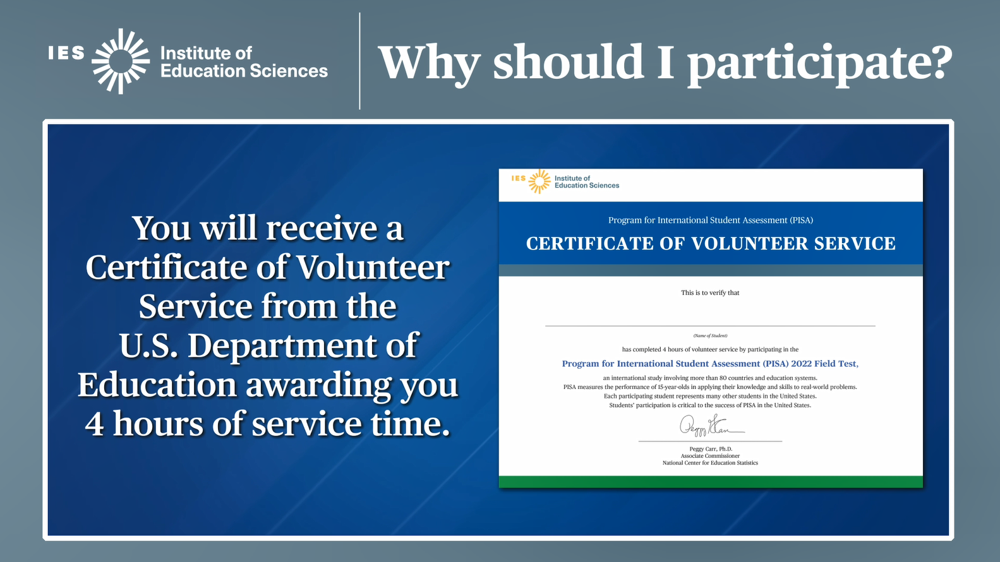 IES Institute of
Education Sciences
Why should I participate?
You will receive a
Certificate of Volunteer
Service from the
U.S. Department of
Education awarding you
4 hours of service time.
IES Institute of
Education Sciences
Program for International Student Assessment (PISA)
CERTIFICATE OF VOLUNTEER SERVICE
This is to verify that
(Name of Student)
has completed 4 hours of volunteer service by participating in the
Program for International Student Assessment (PISA) 2022 Field Test,
an international study involving more than 80 countries and education systems.
PISA measures the performance of 15-year-olds in applying their knowledge and skills to real-world problems.
Each participating student represents many other students in the United States.
Students' participation is critical to the success of PISA in the United States.
Peggy Carr
Peggy Carr, Ph.D.
Associate Commissioner
National Center for Education Statistics